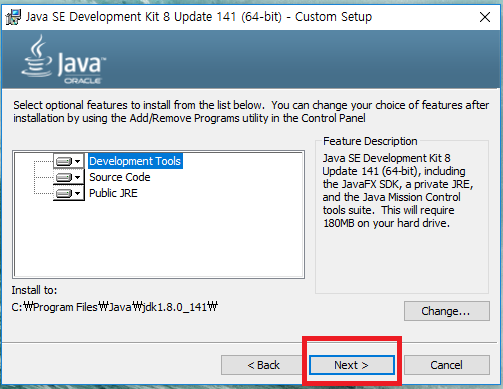 Java SE Development Kit 8 Update 141 (64-bit) - Custom Setup
Java
ORACLE
Select optional features to install from the list below. You can change your choice of features after
installation by using the Add/Remove Programs utility in the Control Panel
Development Tools
Source Code
Public JRE
Feature Description
Java SE Development Kit 8
Update 141 (64-bit), including
the JavaFX SDK, a private JRE,
and the Java Mission Control
tools suite. This will require
180MB on your hard drive.
Install to:
C:₩Program Files₩Java₩jdk1.8.0_141₩
Change...
< Back
Next >
Cancel